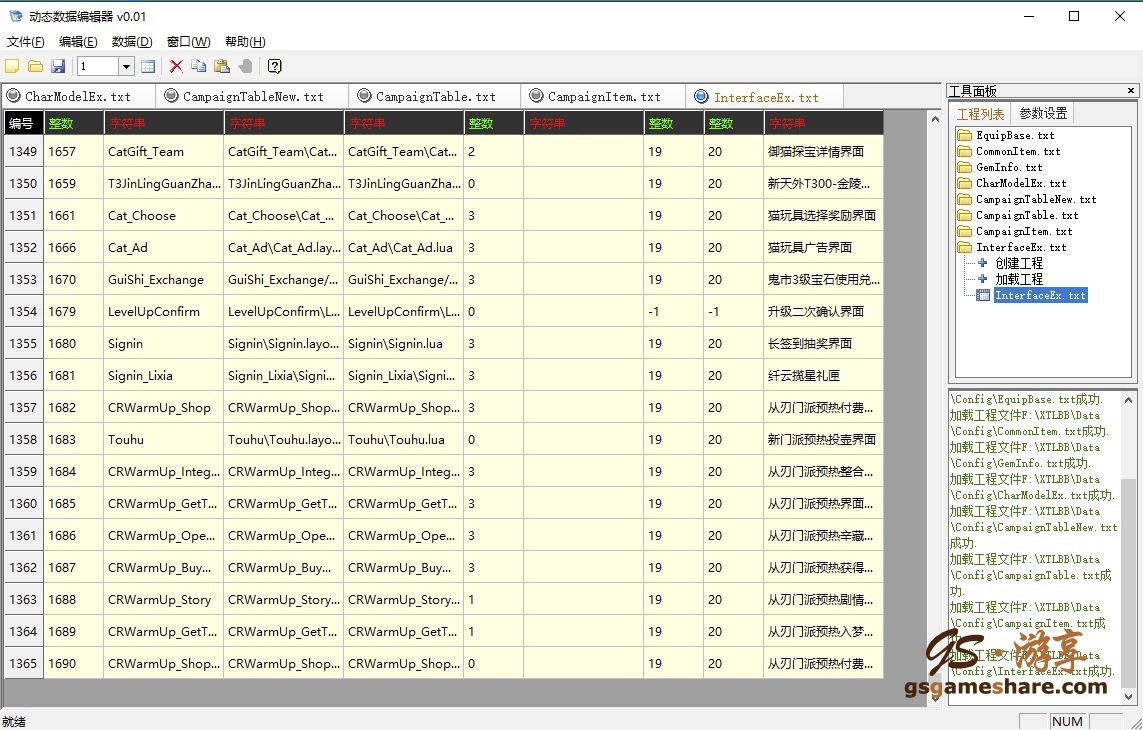 动态数据编辑器 v0.01
文件(F) 编辑(E) 数据(D) 窗口(W) 帮助(H)
1
CharModelEx.txt CampaignTableNew.txt CampaignTable.txt CampaignItem.txt InterfaceEx.txt
编号 整数 字符串 字符串 字符串 整数 字符串 整数 整数 字符串
1349 1657 CatGift_Team CatGift_Team\Cat... CatGift_Team\Cat... 2 19 20 御猫探宝详情界面
1350 1659 T3JinLingGuanZha... T3JinLingGuanZha... T3JinLingGuanZha... 0 19 20 新天外T300-金陵...
1351 1661 Cat_Choose Cat_Choose\Cat_... Cat_Choose\Cat_... 3 19 20 猫玩具选择奖励界面
1352 1666 Cat_Ad Cat_Ad\Cat_Ad.lay... Cat_Ad\Cat_Ad.lua 3 19 20 猫玩具广告界面
1353 1670 GuiShi_Exchange GuiShi_Exchange/... GuiShi_Exchange/... 3 19 20 鬼市3级宝石使用兑...
1354 1679 LevelUpConfirm LevelUpConfirm\L... LevelUpConfirm\L... 0 -1 -1 升级二次确认界面
1355 1680 Signin Signin\Signin.layo... Signin\Signin.lua 3 19 20 长签到抽奖界面
1356 1681 Signin_Lixia Signin_Lixia\Signi... Signin_Lixia\Signi... 3 19 20 纤云揽星礼匣
1357 1682 CRWarmUp_Shop CRWarmUp_Shop... CRWarmUp_Shop... 3 19 20 从刃门派预热付费...
1358 1683 Touhu Touhu\Touhu.layo... Touhu\Touhu.lua 0 19 20 新门派预热投壶界面
1359 1684 CRWarmUp_Integ... CRWarmUp_Integ... CRWarmUp_Integ... 3 19 20 从刃门派预热整合...
1360 1685 CRWarmUp_GetT... CRWarmUp_GetT... CRWarmUp_GetT... 3 19 20 从刃门派预热界面...
1361 1686 CRWarmUp_Ope... CRWarmUp_Ope... CRWarmUp_Ope... 3 19 20 从刃门派预热辛藏...
1362 1687 CRWarmUp_Buy... CRWarmUp_Buy... CRWarmUp_Buy... 3 19 20 从刃门派预热获得...
1363 1688 CRWarmUp_Story CRWarmUp_Story... CRWarmUp_Story... 1 19 20 从刃门派预热剧情...
1364 1689 CRWarmUp_GetT... CRWarmUp_GetT... CRWarmUp_GetT... 1 19 20 从刃门派预热入梦...
1365 1690 CRWarmUp_Shop... CRWarmUp_Shop... CRWarmUp_Shop... 0 19 20 从刃门派预热付费...
工具面板
工程列表 参数设置
EquipBase.txt
CommonItem.txt
GemInfo.txt
CharModelEx.txt
CampaignTableNew.txt
CampaignTable.txt
CampaignItem.txt
InterfaceEx.txt
创建工程
加载工程
InterfaceEx.txt
\Config\EquipBase.txt成功.
加载工程文件F:\XTLBB\Data
\Config\CommonItem.txt成功.
加载工程文件F:\XTLBB\Data
\Config\GemInfo.txt成功.
加载工程文件F:\XTLBB\Data
\Config\CharModelEx.txt成功.
加载工程文件F:\XTLBB\Data
\Config\CampaignTableNew.txt
成功.
加载工程文件F:\XTLBB\Data
\Config\CampaignTable.txt成
功.
加载工程文件F:\XTLBB\Data
\Config\CampaignItem.txt成
加载工程文件F:\XTLBB\Data
\Config\InterfaceEx.txt成功.
GS·游享
gsgameshare.com
就绪
NUM